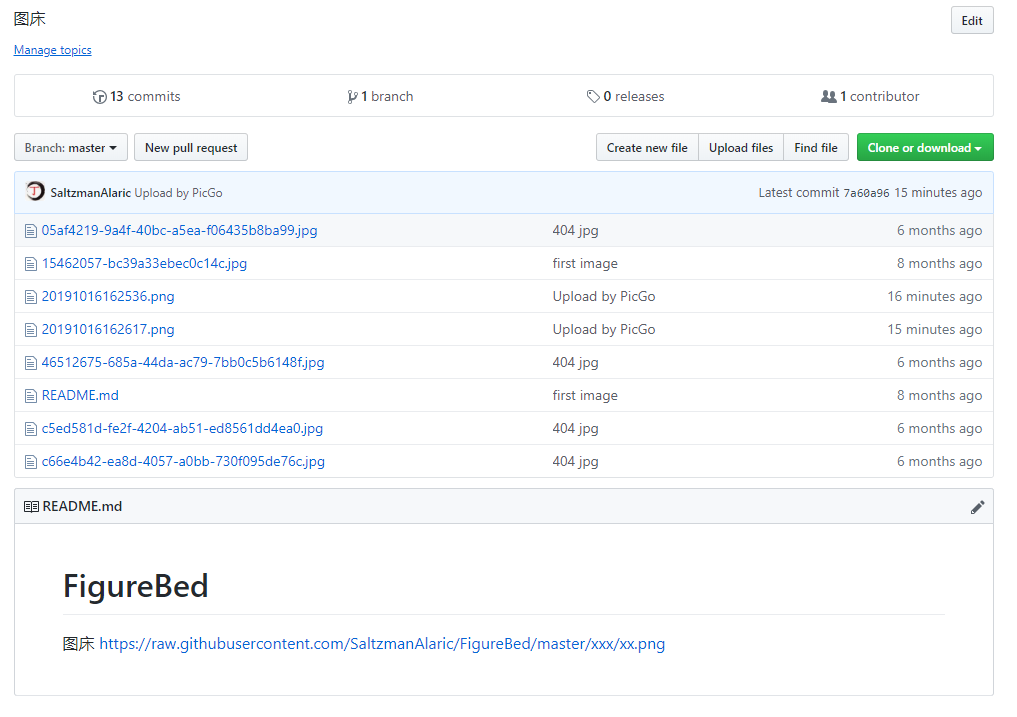 图床
Edit
Manage topics
13 commits
1 branch
0 releases
1 contributor
Branch: master
New pull request
Create new file
Upload files
Find file
Clone or download
SaltzmanAlaric Upload by PicGo
Latest commit 7a60a96 15 minutes ago
05af4219-9a4f-40bc-a5ea-f06435b8ba99.jpg 404 jpg 6 months ago
15462057-bc39a33ebec0c14c.jpg first image 8 months ago
20191016162536.png Upload by PicGo 16 minutes ago
20191016162617.png Upload by PicGo 15 minutes ago
46512675-685a-44da-ac79-7bb0c5b6148f.jpg 404 jpg 6 months ago
README.md first image 8 months ago
c5ed581d-fe2f-4204-ab51-ed8561dd4ea0.jpg 404 jpg 6 months ago
c66e4b42-ea8d-4057-a0bb-730f095de76c.jpg 404 jpg 6 months ago
README.md
FigureBed
图床 https://raw.githubusercontent.com/SaltzmanAlaric/FigureBed/master/xxx/xx.png